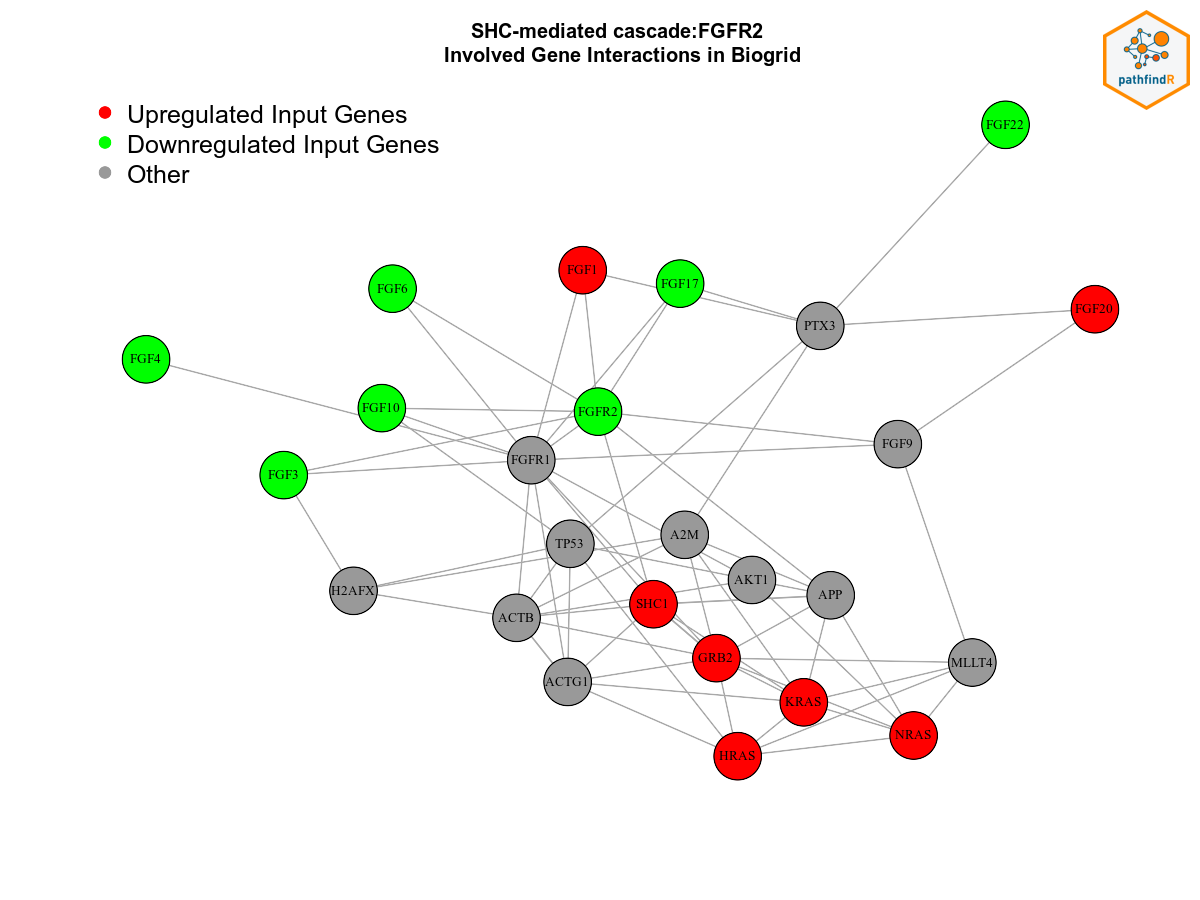 SHC-mediated cascade:FGFR2
Involved Gene Interactions in Biogrid
pathfindR
Upregulated Input Genes
Downregulated Input Genes
Other
FGF22
FGF1
FGF17
FGF6
FGF20
PTX3
FGF4
FGF10
FGFR2
FGF9
FGFR1
FGF3
A2M
TP53
AKT1
H2AFX
APP
SHC1
ACTB
GRB2
MLLT4
ACTG1
KRAS
NRAS
HRAS